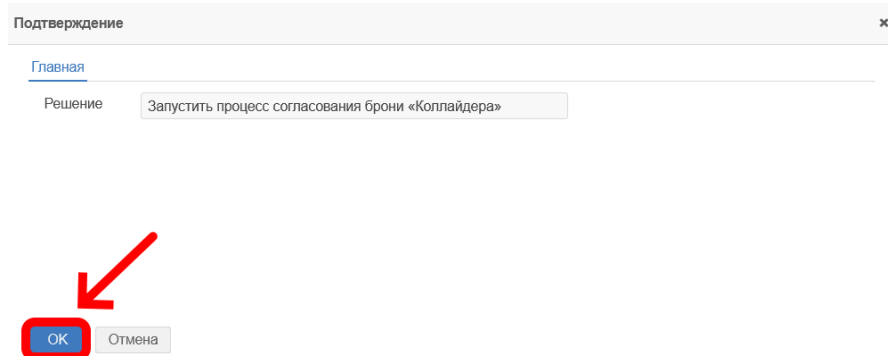 Подтверждение
Главная
Решение Запустить процесс согласования брони «Коллайдера»
OK Отмена